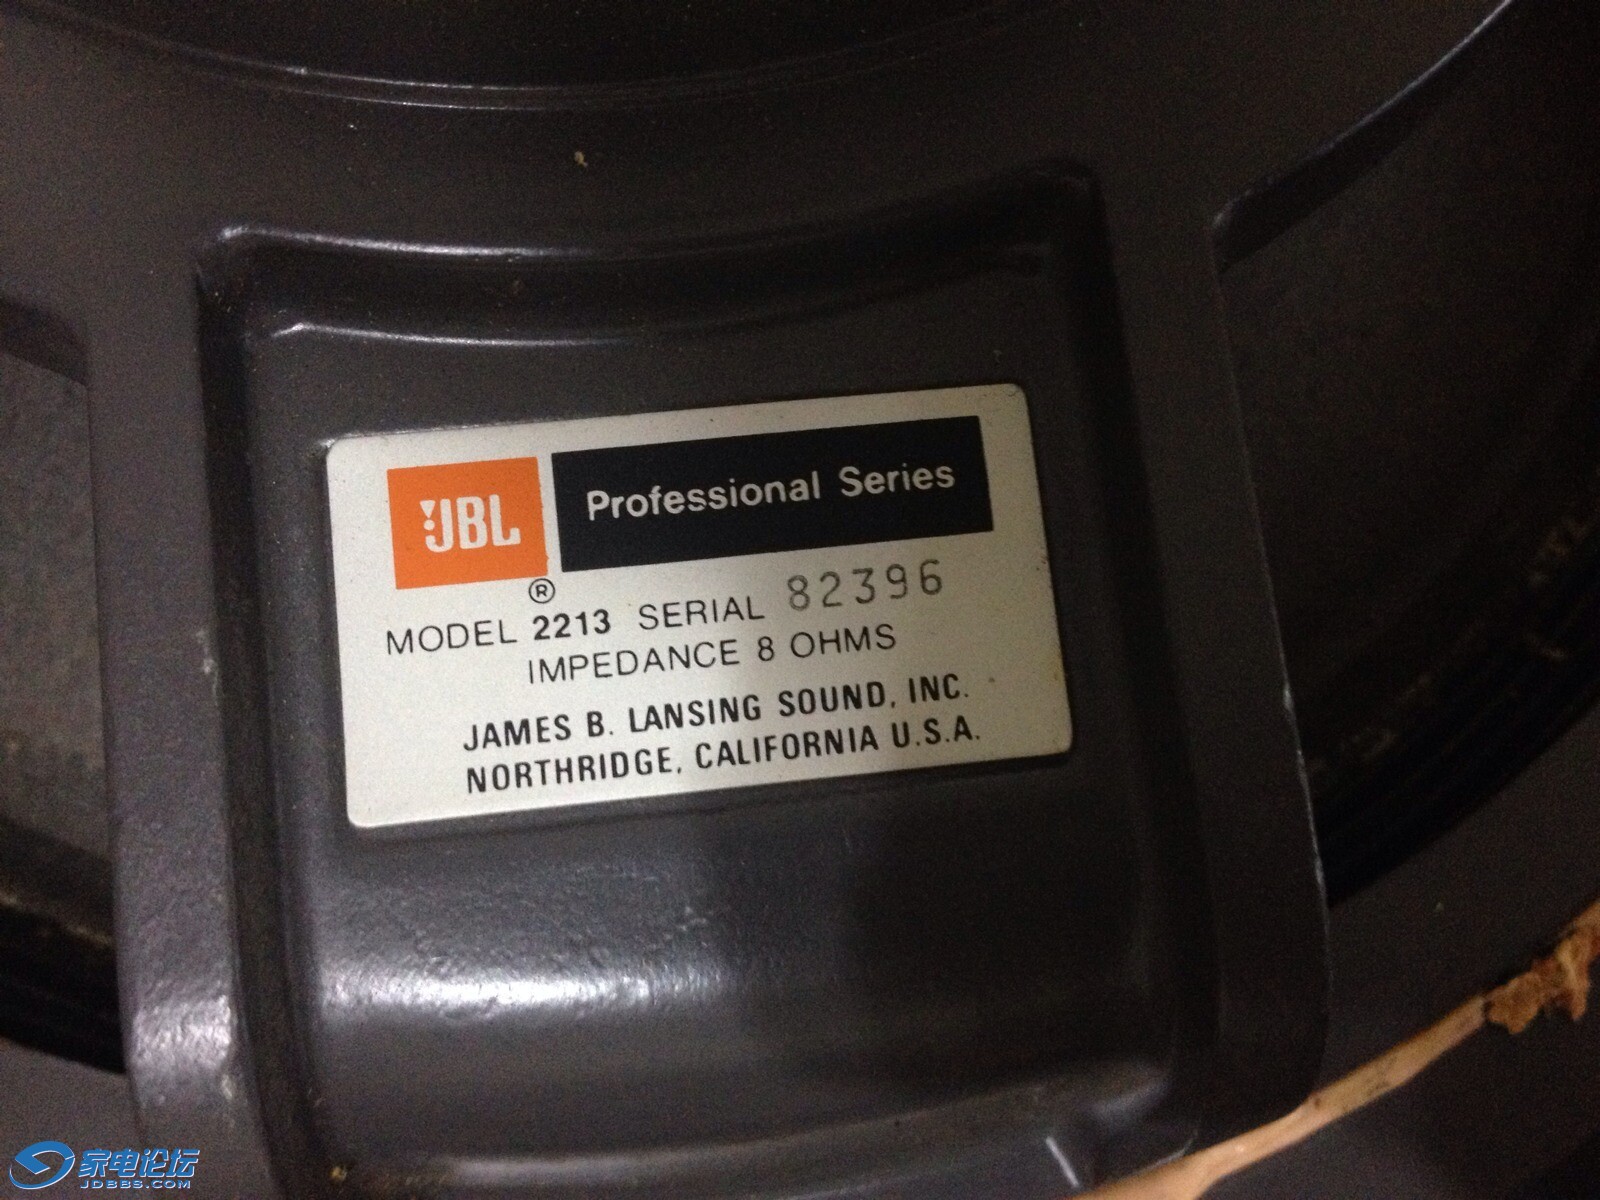 JBL Professional Series
®
MODEL 2213 SERIAL 82396
IMPEDANCE 8 OHMS
JAMES B. LANSING SOUND, INC.
NORTHRIDGE, CALIFORNIA U.S.A.
家电论坛
JDBBS.COM